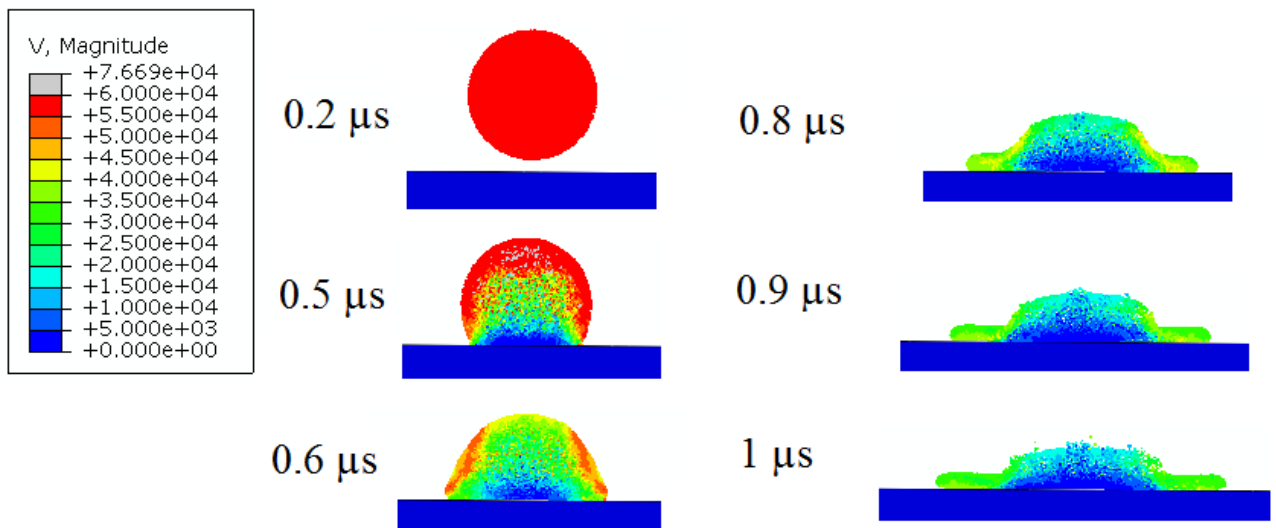 V, Magnitude
+7.669e+04
+6.000e+04
+5.500e+04
+5.000e+04
+4.500e+04
+4.000e+04
+3.500e+04
+3.000e+04
+2.500e+04
+2.000e+04
+1.500e+04
+1.000e+04
+5.000e+03
+0.000e+00
0.2 µs
0.5 µs
0.6 µs
0.8 µs
0.9 µs
1 µs